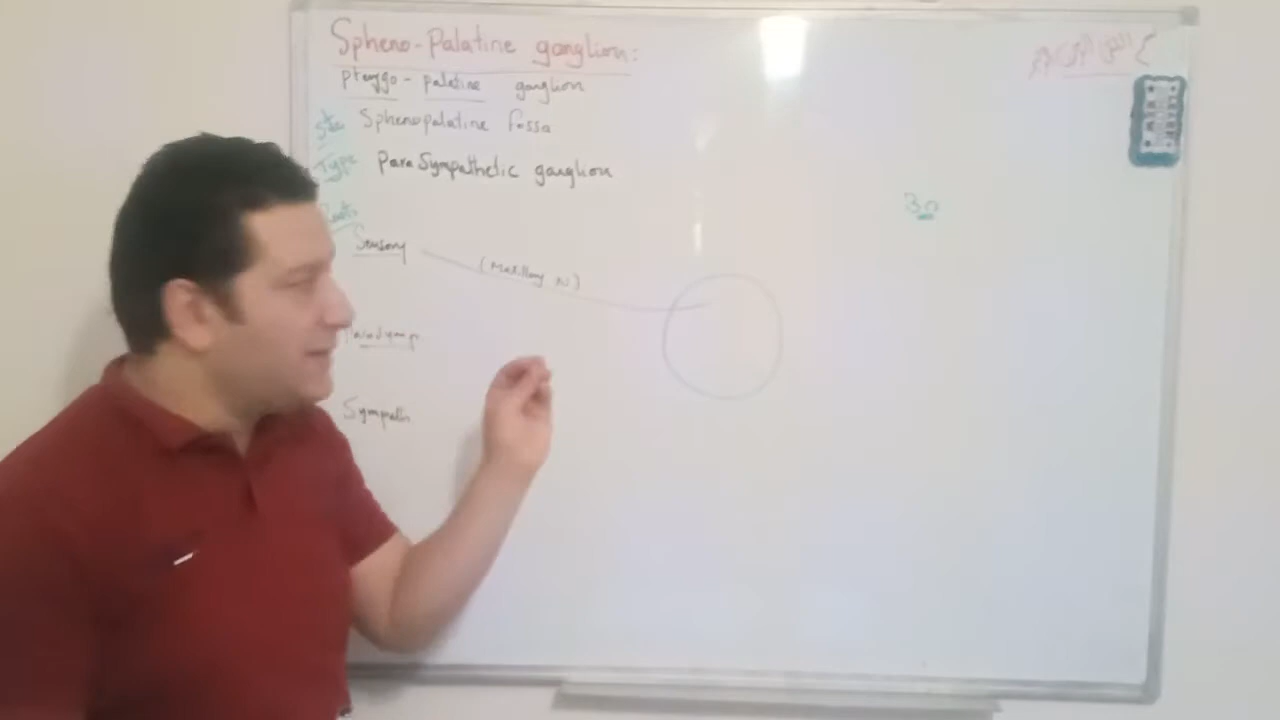 Spheno-Palatine ganglion:
pterygo - palatine ganglion
Site Sphenopalatine fossa
Type ParaSympathetic ganglion
Roots
Sensory (Maxillary N)
Parasymp
Sympath